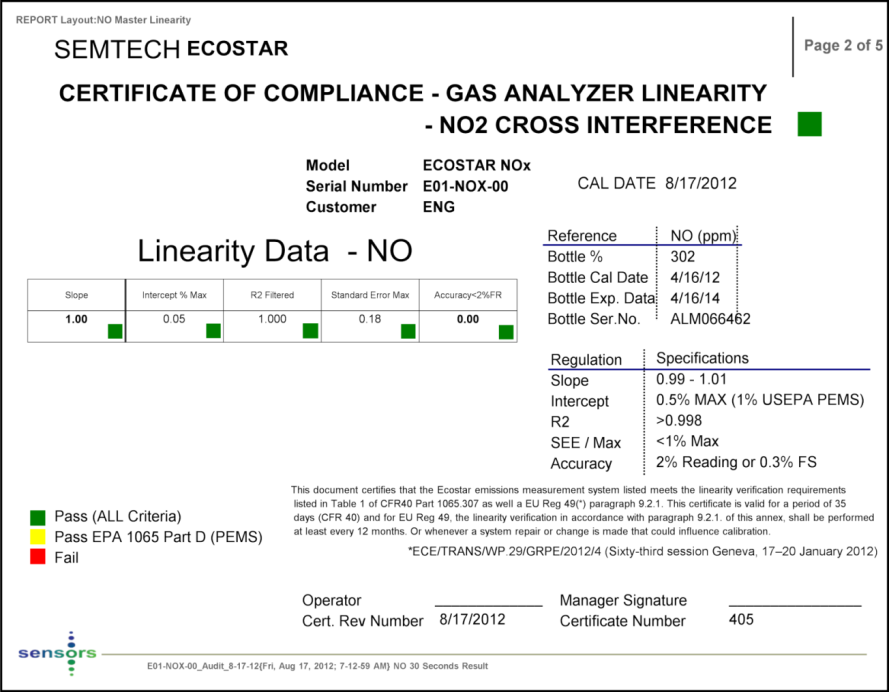 REPORT Layout:NO Master Linearity
SEMTECH ECOSTAR
Page 2 of 5
CERTIFICATE OF COMPLIANCE - GAS ANALYZER LINEARITY
- NO2 CROSS INTERFERENCE
Model ECOSTAR NOx
Serial Number E01-NOX-00
Customer ENG
CAL DATE 8/17/2012
Linearity Data - NO
Slope Intercept % Max R2 Filtered Standard Error Max Accuracy<2%FR
1.00 0.05 1.000 0.18 0.00
Reference NO (ppm)
Bottle % 302
Bottle Cal Date 4/16/12
Bottle Exp. Data 4/16/14
Bottle Ser.No. ALM066462
Regulation Specifications
Slope 0.99 - 1.01
Intercept 0.5% MAX (1% USEPA PEMS)
R2 >0.998
SEE / Max <1% Max
Accuracy 2% Reading or 0.3% FS
This document certifies that the Ecostar emissions measurement system listed meets the linearity verification requirements
listed in Table 1 of CFR40 Part 1065.307 as well a EU Reg 49(*) paragraph 9.2.1. This certificate is valid for a period of 35
days (CFR 40) and for EU Reg 49, the linearity verification in accordance with paragraph 9.2.1. of this annex, shall be performed
at least every 12 months. Or whenever a system repair or change is made that could influence calibration.
*ECE/TRANS/WP.29/GRPE/2012/4 (Sixty-third session Geneva, 17–20 January 2012)
Pass (ALL Criteria)
Pass EPA 1065 Part D (PEMS)
Fail
Operator
Manager Signature
Cert. Rev Number 8/17/2012
Certificate Number 405
sensors
E01-NOX-00_Audit_8-17-12{Fri, Aug 17, 2012; 7-12-59 AM} NO 30 Seconds Result